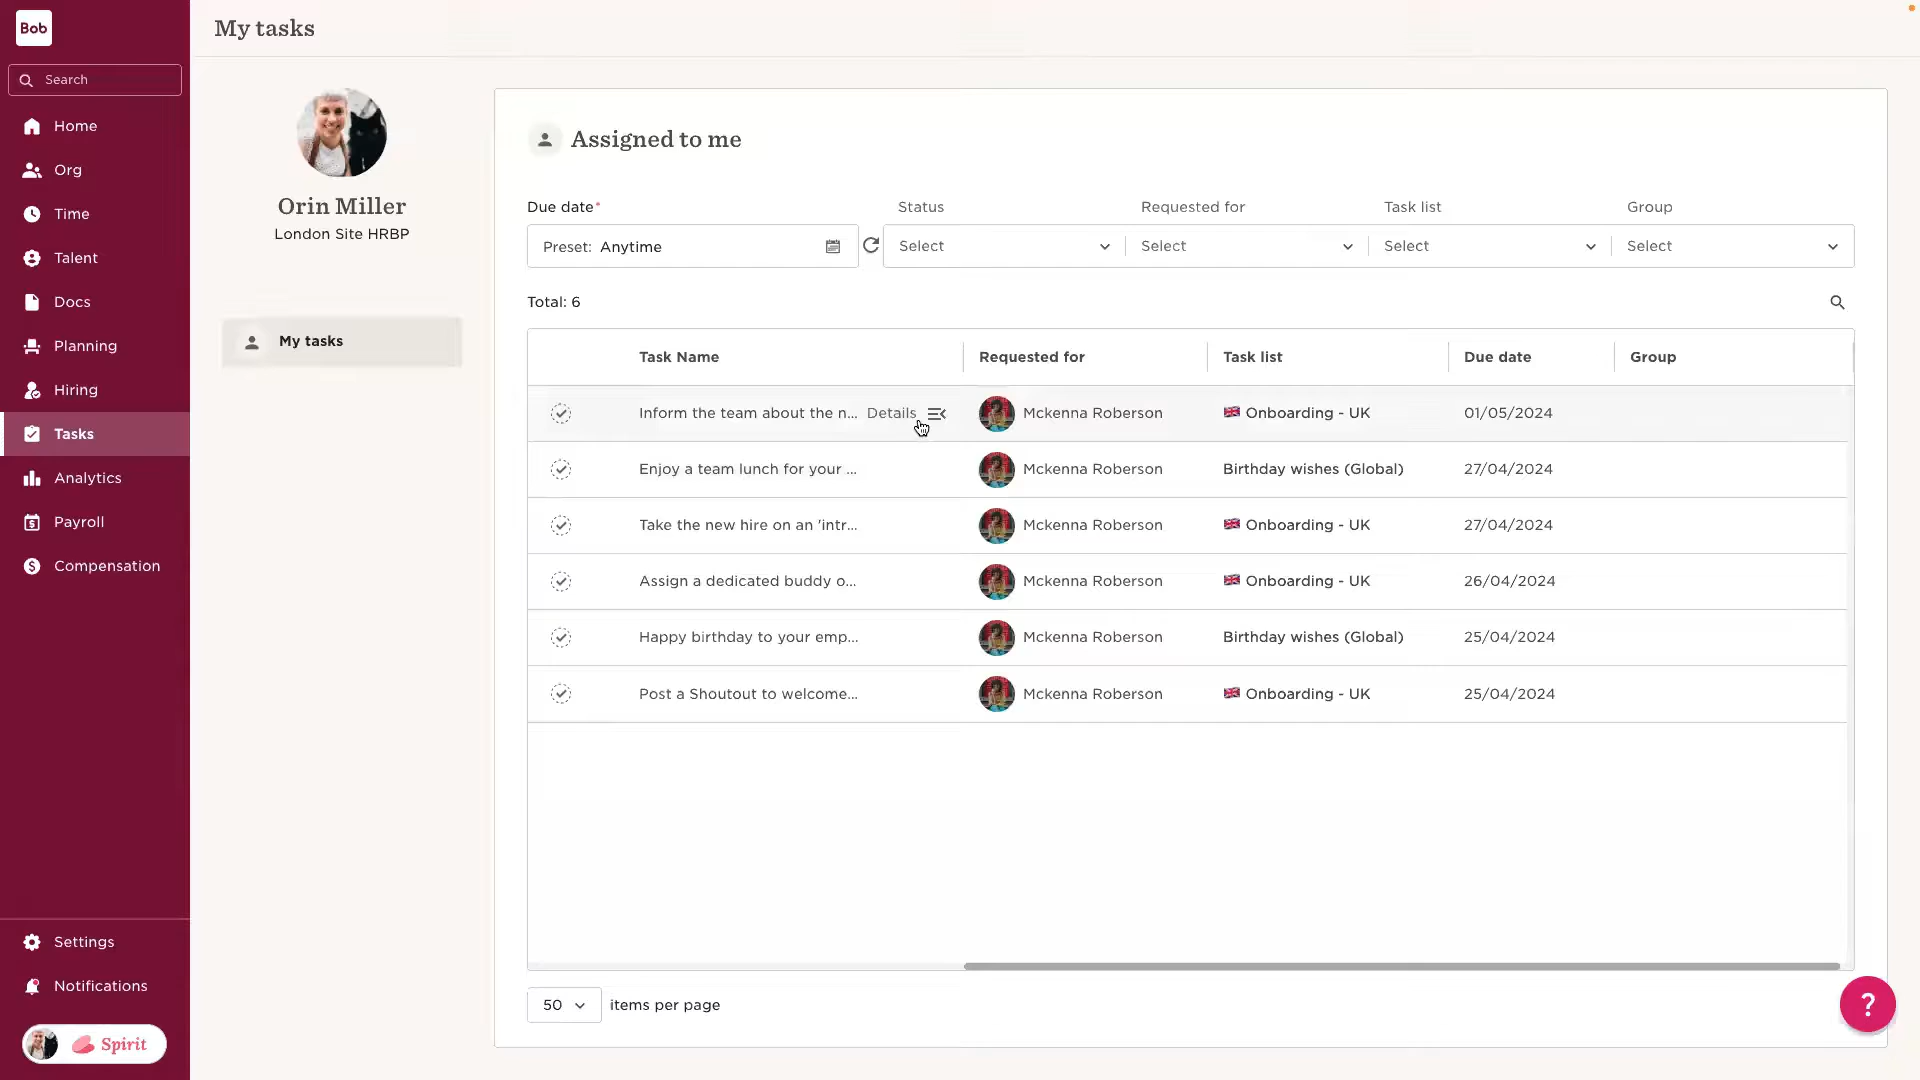 Bob
My tasks
Search
Home
Org
Time
Talent
Docs
Planning
Hiring
Tasks
Analytics
Payroll
Compensation
Settings
Notifications
Spirit
Orin Miller
London Site HRBP
My tasks
Assigned to me
Due date* Status Requested for Task list Group
Preset: Anytime Select Select Select Select
Total: 6
Task Name Requested for Task list Due date Group
Inform the team about the n... Details Mckenna Roberson Onboarding - UK 01/05/2024
Enjoy a team lunch for your ... Mckenna Roberson Birthday wishes (Global) 27/04/2024
Take the new hire on an 'intr... Mckenna Roberson Onboarding - UK 27/04/2024
Assign a dedicated buddy o... Mckenna Roberson Onboarding - UK 26/04/2024
Happy birthday to your emp... Mckenna Roberson Birthday wishes (Global) 25/04/2024
Post a Shoutout to welcome... Mckenna Roberson Onboarding - UK 25/04/2024
50 items per page
?